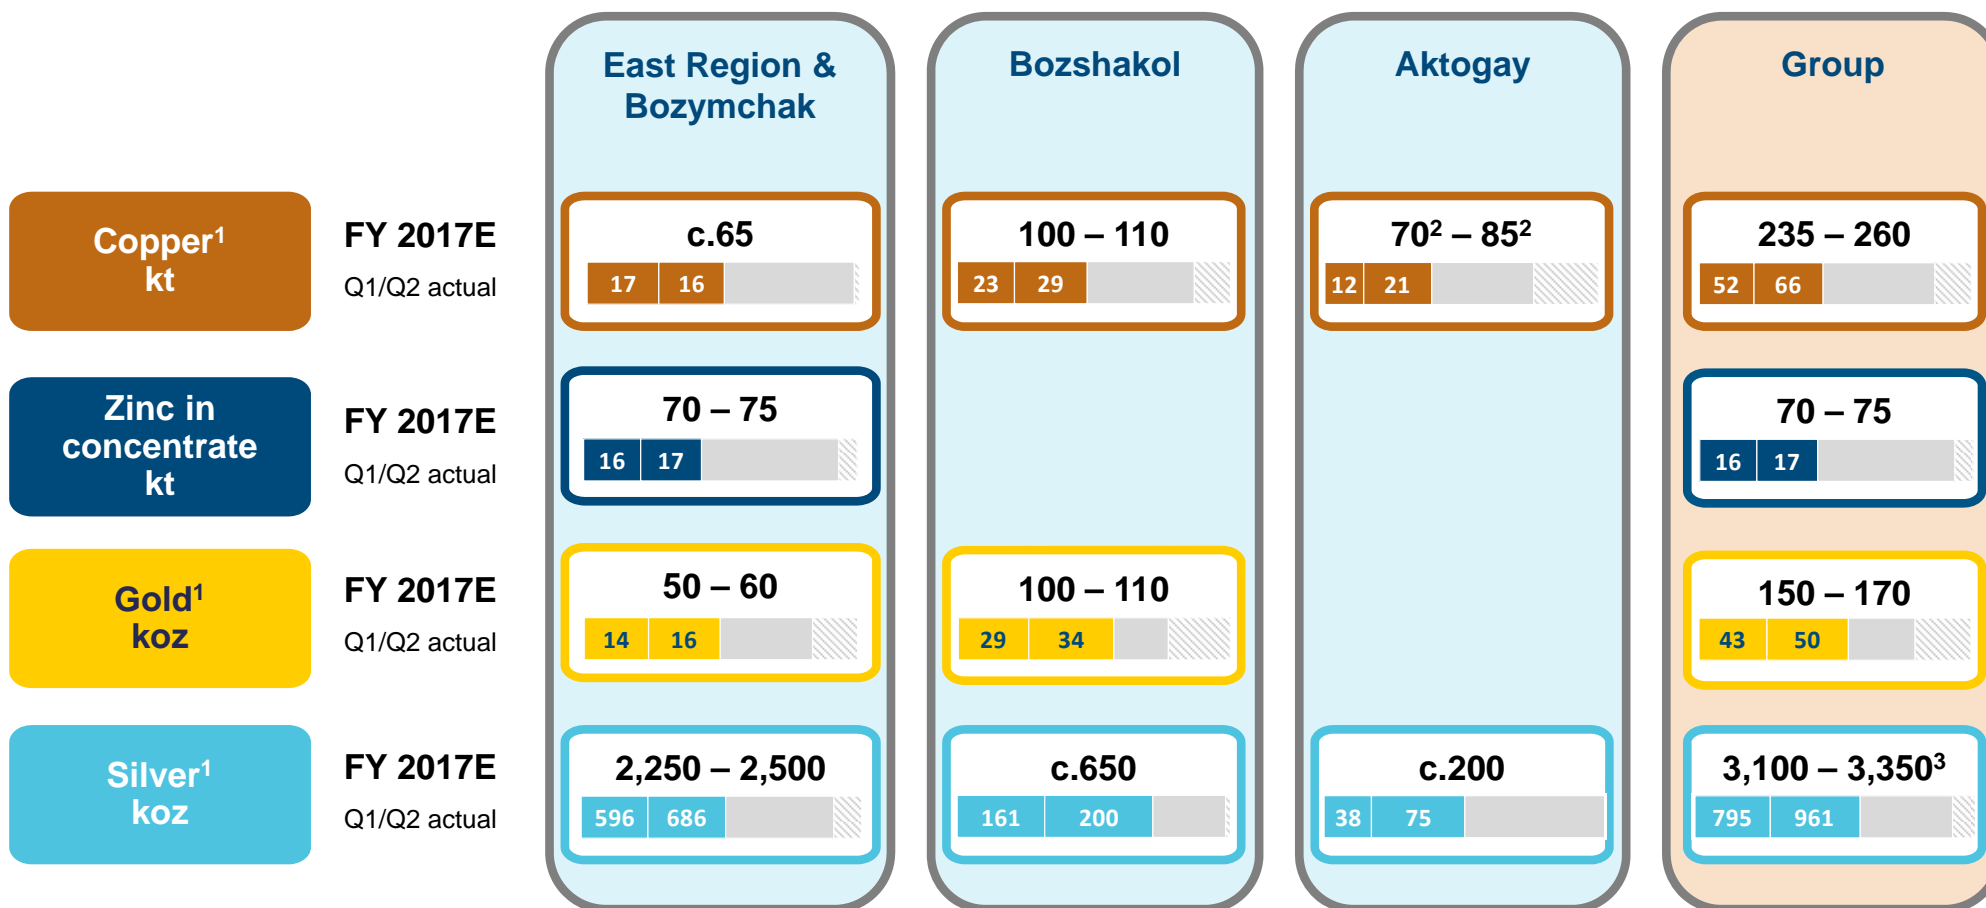 East Region &
Bozymchak
Bozshakol
Aktogay
Group
Copper¹
kt
FY 2017E
Q1/Q2 actual
c.65
17 16
100 – 110
23 29
70² – 85²
12 21
235 – 260
52 66
Zinc in
concentrate
kt
FY 2017E
Q1/Q2 actual
70 – 75
16 17
70 – 75
16 17
Gold¹
koz
FY 2017E
Q1/Q2 actual
50 – 60
14 16
100 – 110
29 34
150 – 170
43 50
Silver¹
koz
FY 2017E
Q1/Q2 actual
2,250 – 2,500
596 686
c.650
161 200
c.200
38 75
3,100 – 3,350³
795 961